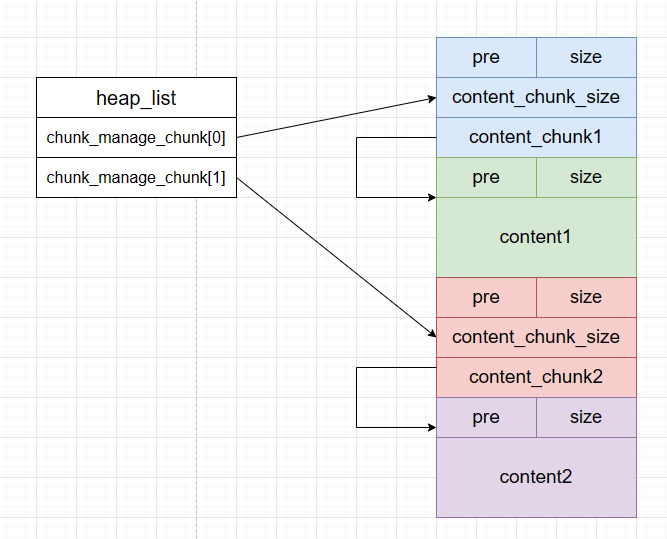 heap_list
chunk_manage_chunk[0]
chunk_manage_chunk[1]
pre size
content_chunk_size
content_chunk1
pre size
content1
pre size
content_chunk_size
content_chunk2
pre size
content2